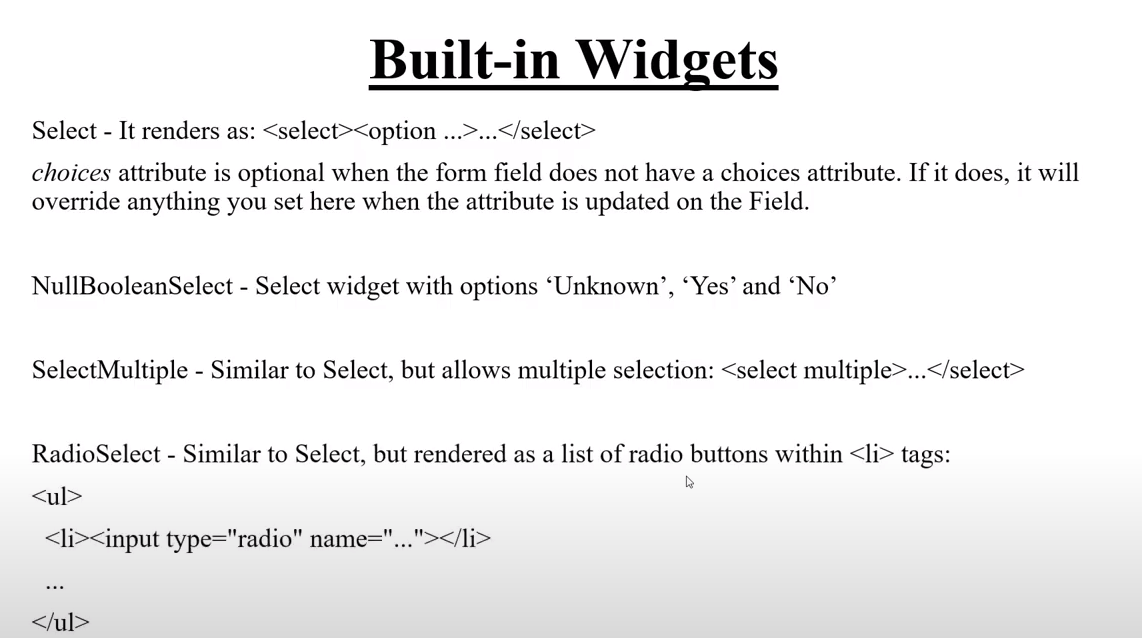 Built-in Widgets
Select - It renders as: <select><option ...>...</select>
choices attribute is optional when the form field does not have a choices attribute. If it does, it will
override anything you set here when the attribute is updated on the Field.
NullBooleanSelect - Select widget with options ‘Unknown’, ‘Yes’ and ‘No’
SelectMultiple - Similar to Select, but allows multiple selection: <select multiple>...</select>
RadioSelect - Similar to Select, but rendered as a list of radio buttons within <li> tags:
<ul>
<li><input type="radio" name="..."></li>
...
</ul>